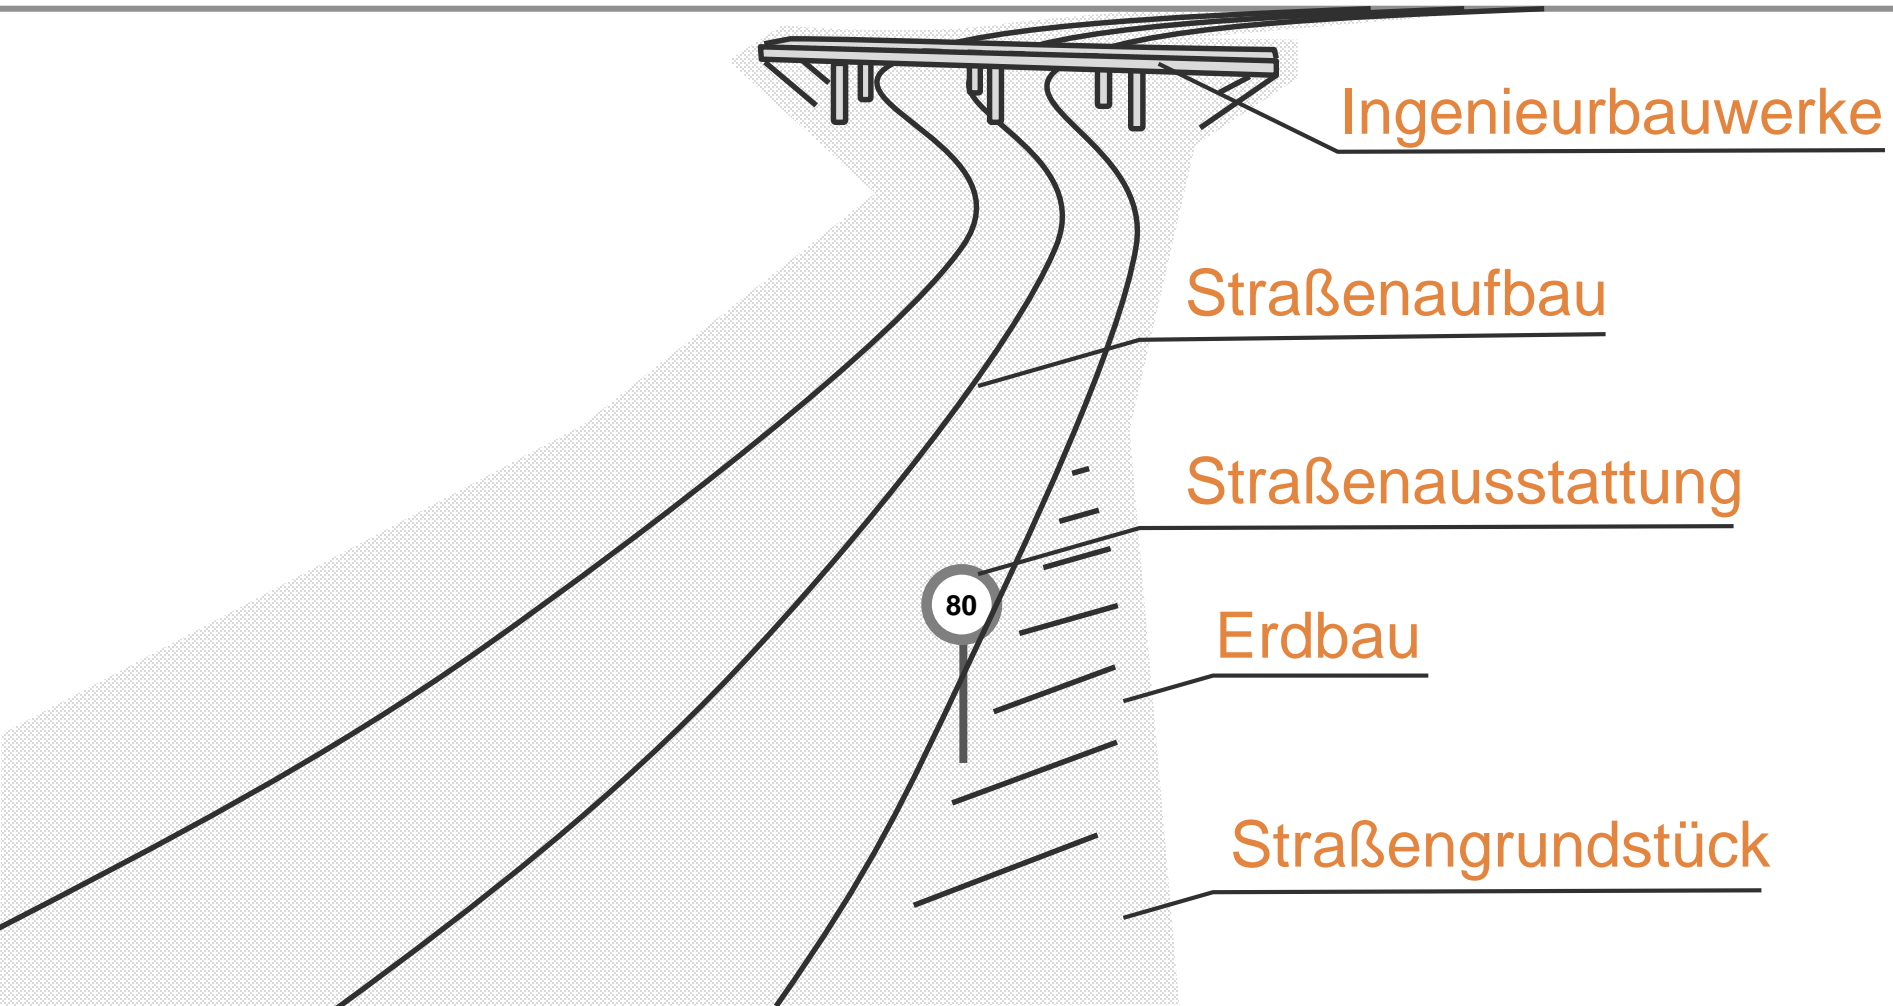 Ingenieurbauwerke
Straßenaufbau
Straßenausstattung
80
Erdbau
Straßengrundstück